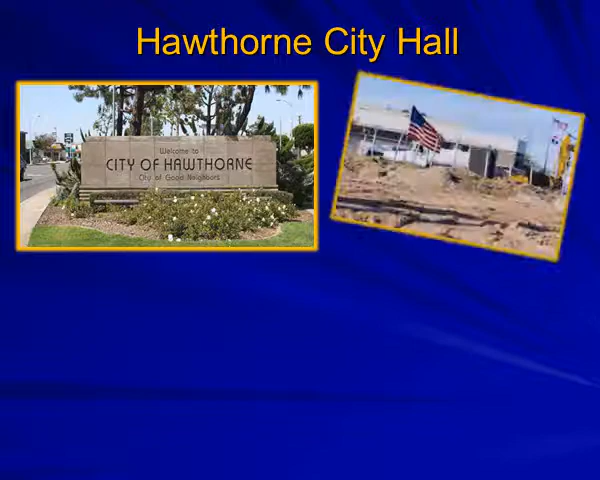 Hawthorne City Hall
Welcome to
CITY OF HAWTHORNE
City of Good Neighbors